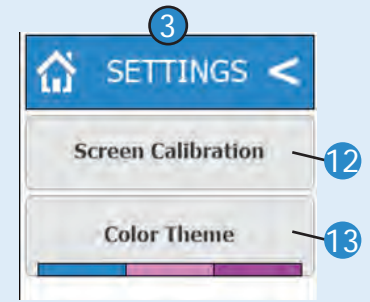 3
SETTINGS <
Screen Calibration
12
Color Theme
13